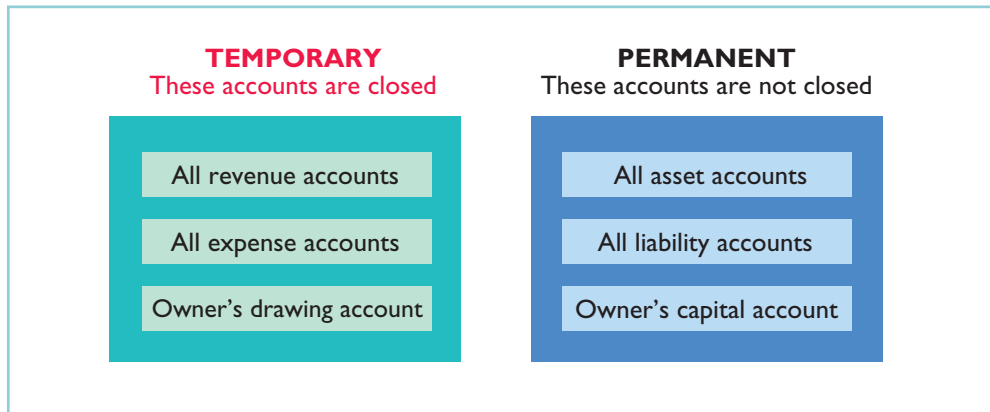 TEMPORARY
These accounts are closed
All revenue accounts
All expense accounts
Owner’s drawing account
PERMANENT
These accounts are not closed
All asset accounts
All liability accounts
Owner’s capital account